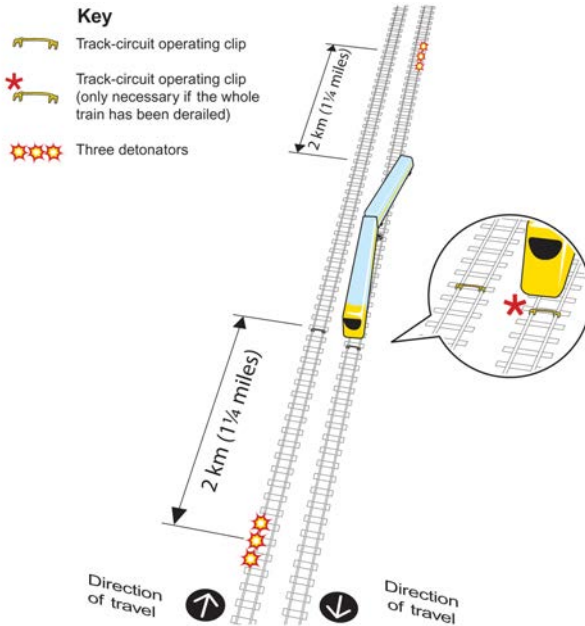 Key
Track-circuit operating clip
Track-circuit operating clip
(only necessary if the whole
train has been derailed)
Three detonators
2 km (1¼ miles)
2 km (1¼ miles)
Direction
of travel
Direction
of travel